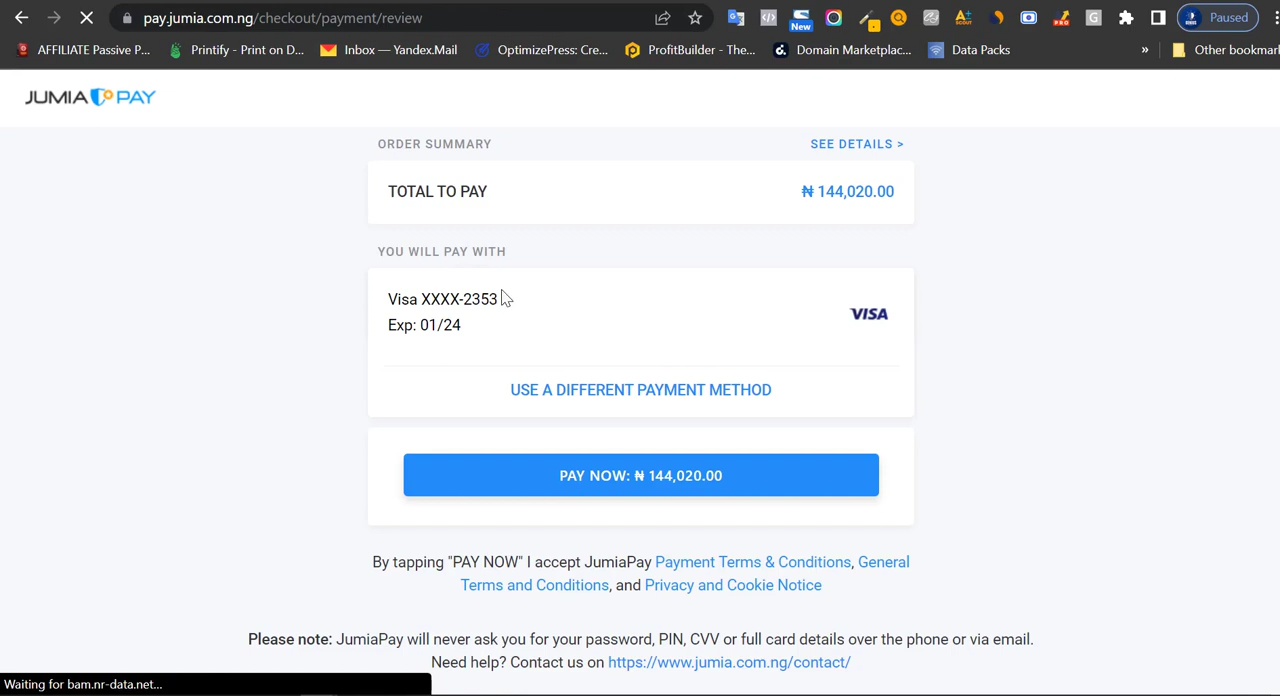 pay.jumia.com.ng/checkout/payment/review
New
Paused
AFFILIATE Passive P...
Printify - Print on D...
Inbox — Yandex.Mail
OptimizePress: Cre...
ProfitBuilder - The...
Domain Marketplac...
Data Packs
»
Other bookmar
JUMIA PAY
ORDER SUMMARY
SEE DETAILS >
TOTAL TO PAY
₦ 144,020.00
YOU WILL PAY WITH
Visa XXXX-2353
Exp: 01/24
VISA
USE A DIFFERENT PAYMENT METHOD
PAY NOW: ₦ 144,020.00
By tapping "PAY NOW" I accept JumiaPay Payment Terms & Conditions, General
Terms and Conditions, and Privacy and Cookie Notice
Please note: JumiaPay will never ask you for your password, PIN, CVV or full card details over the phone or via email.
Need help? Contact us on https://www.jumia.com.ng/contact/
Waiting for bam.nr-data.net...